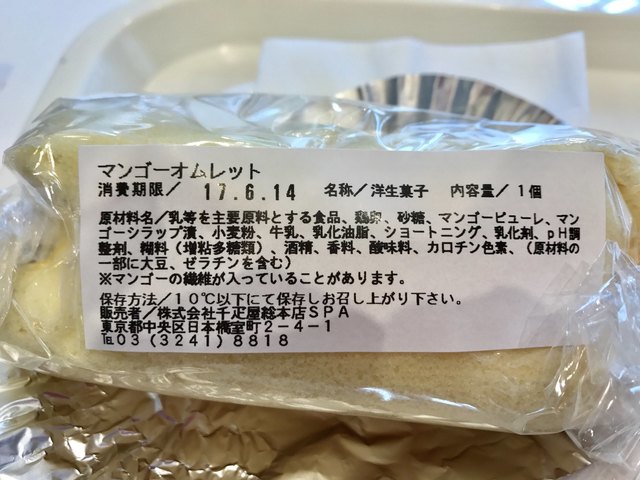 マンゴーオムレット
消費期限／ 17.6.14 名称／洋生菓子 内容量／1個
原材料名／乳等を主要原料とする食品、鶏卵、砂糖、マンゴーピューレ、マン
ゴーシラップ漬、小麦粉、牛乳、乳化油脂、ショートニング、乳化剤、pH調
整剤、糊料（増粘多糖類）、酒精、香料、酸味料、カロチン色素、（原材料の
一部に大豆、ゼラチンを含む）
※マンゴーの繊維が入っていることがあります。
保存方法／10℃以下にて保存しお召し上がり下さい。
販売者／株式会社千疋屋総本店SPA
東京都中央区日本橋室町2－4－1
℡03（3241）8818